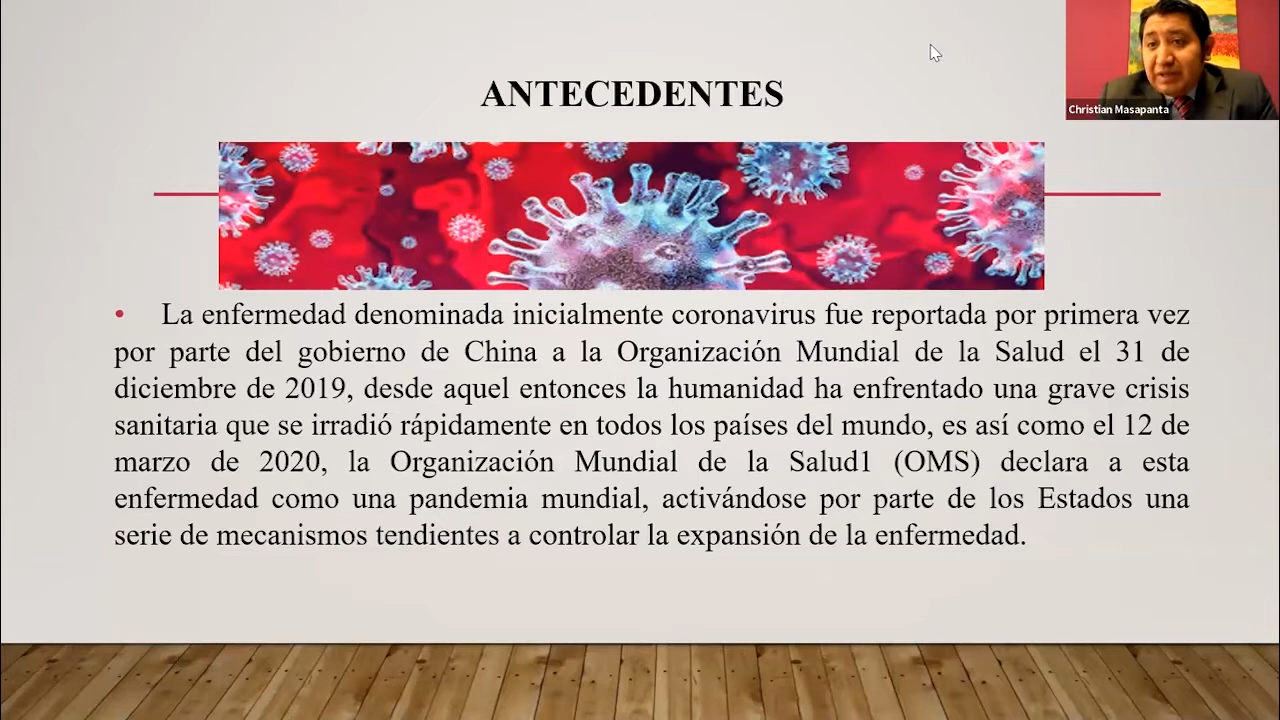 ANTECEDENTES
Christian Masapanta
• La enfermedad denominada inicialmente coronavirus fue reportada por primera vez
por parte del gobierno de China a la Organización Mundial de la Salud el 31 de
diciembre de 2019, desde aquel entonces la humanidad ha enfrentado una grave crisis
sanitaria que se irradió rápidamente en todos los países del mundo, es así como el 12 de
marzo de 2020, la Organización Mundial de la Salud1 (OMS) declara a esta
enfermedad como una pandemia mundial, activándose por parte de los Estados una
serie de mecanismos tendientes a controlar la expansión de la enfermedad.